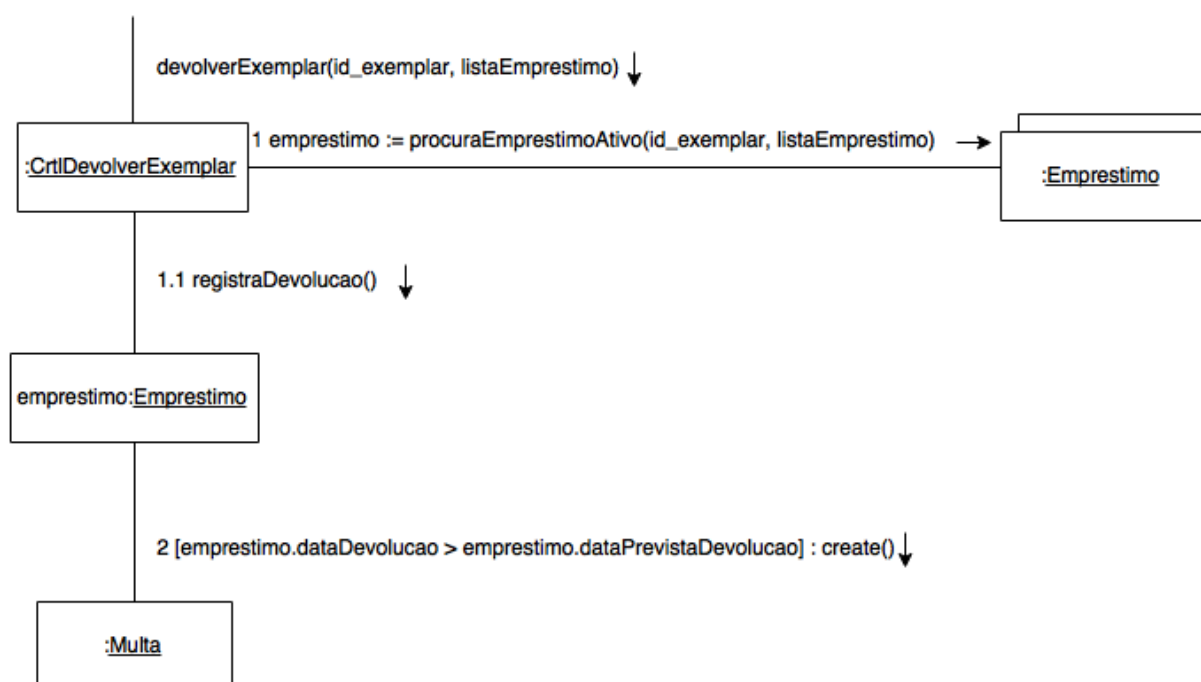 devolverExemplar(id_exemplar, listaEmprestimo)
1 emprestimo := procuraEmprestimoAtivo(id_exemplar, listaEmprestimo)
:CrtlDevolverExemplar
:Emprestimo
1.1 registraDevolucao()
emprestimo:Emprestimo
2 [emprestimo.dataDevolucao > emprestimo.dataPrevistaDevolucao] : create()
:Multa